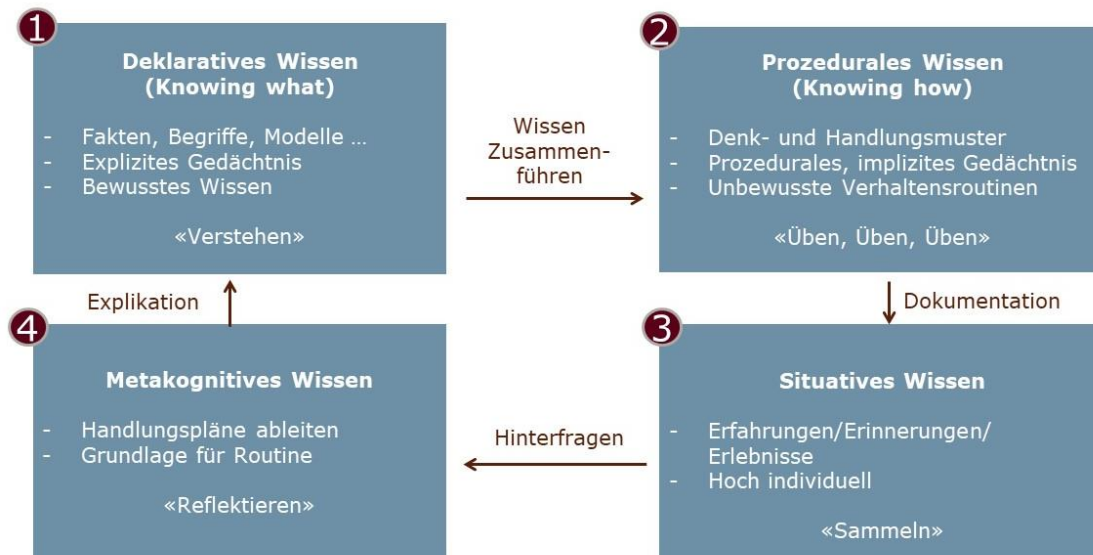 1
Deklaratives Wissen
(Knowing what)
- Fakten, Begriffe, Modelle ...
- Explizites Gedächtnis
- Bewusstes Wissen
«Verstehen»
Wissen
Zusammen-
führen
2
Prozedurales Wissen
(Knowing how)
- Denk- und Handlungsmuster
- Prozedurales, implizites Gedächtnis
- Unbewusste Verhaltensroutinen
«Üben, Üben, Üben»
Dokumentation
3
Situatives Wissen
- Erfahrungen/Erinnerungen/
Erlebnisse
- Hoch individuell
«Sammeln»
Hinterfragen
4
Metakognitives Wissen
- Handlungspläne ableiten
- Grundlage für Routine
«Reflektieren»
Explikation